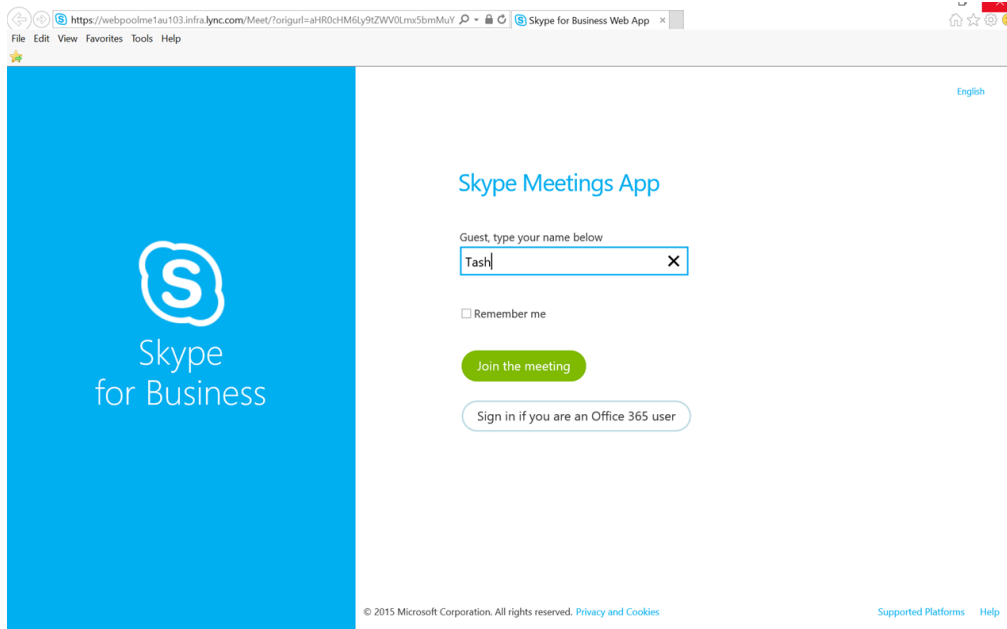 https://webpoolme1au103.infra.lync.com/Meet/?origurl=aHR0cHM6Ly9tZWV0Lmx5bmMuY
Skype for Business Web App
File Edit View Favorites Tools Help
English
Skype Meetings App
Guest, type your name below
Tash
Remember me
Join the meeting
Sign in if you are an Office 365 user
Skype
for Business
© 2015 Microsoft Corporation. All rights reserved. Privacy and Cookies
Supported Platforms Help